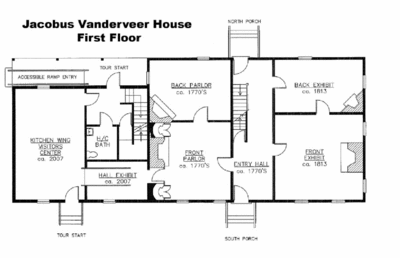 Jacobus Vanderveer House
First Floor
NORTH PORCH
TOUR START
ACCESSIBLE RAMP ENTRY
BACK PARLOR
ca. 1770'S
BACK EXHIBIT
ca. 1813
KITCHEN WING
VISITORS
CENTER
ca. 2007
H/C
BATH
HALL EXHIBIT
ca. 2007
FRONT
PARLOR
ca. 1770'S
ENTRY HALL
ca. 1770'S
FRONT
EXHIBIT
ca. 1813
TOUR START
SOUTH PORCH